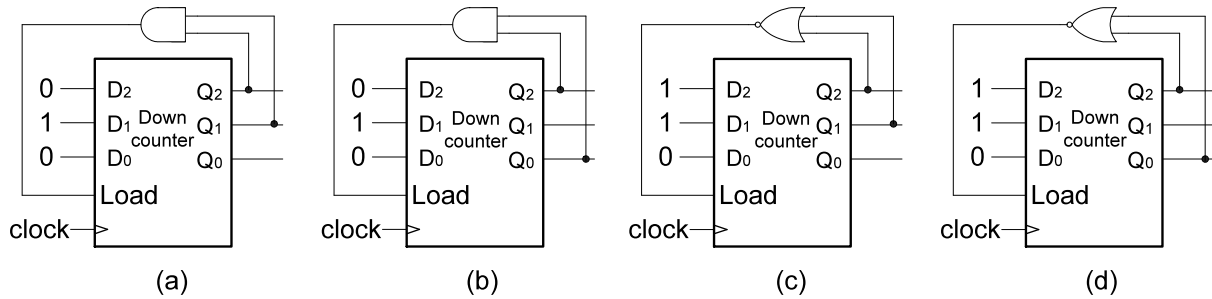 0 D2 Q2
1 D1 Down counter Q1
0 D0 Q0
Load
clock
(a)
0 D2 Q2
1 D1 Down counter Q1
0 D0 Q0
Load
clock
(b)
1 D2 Q2
1 D1 Down counter Q1
0 D0 Q0
Load
clock
(c)
1 D2 Q2
1 D1 Down counter Q1
0 D0 Q0
Load
clock
(d)